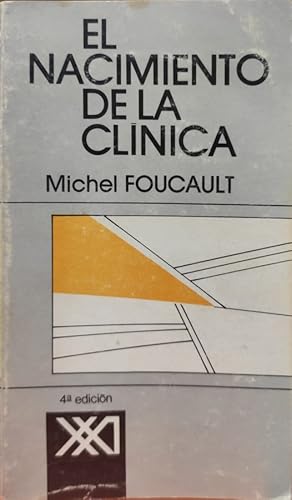 EL
NACIMIENTO
DE LA
CLÍNICA
Michel FOUCAULT
4ª edición
XXI